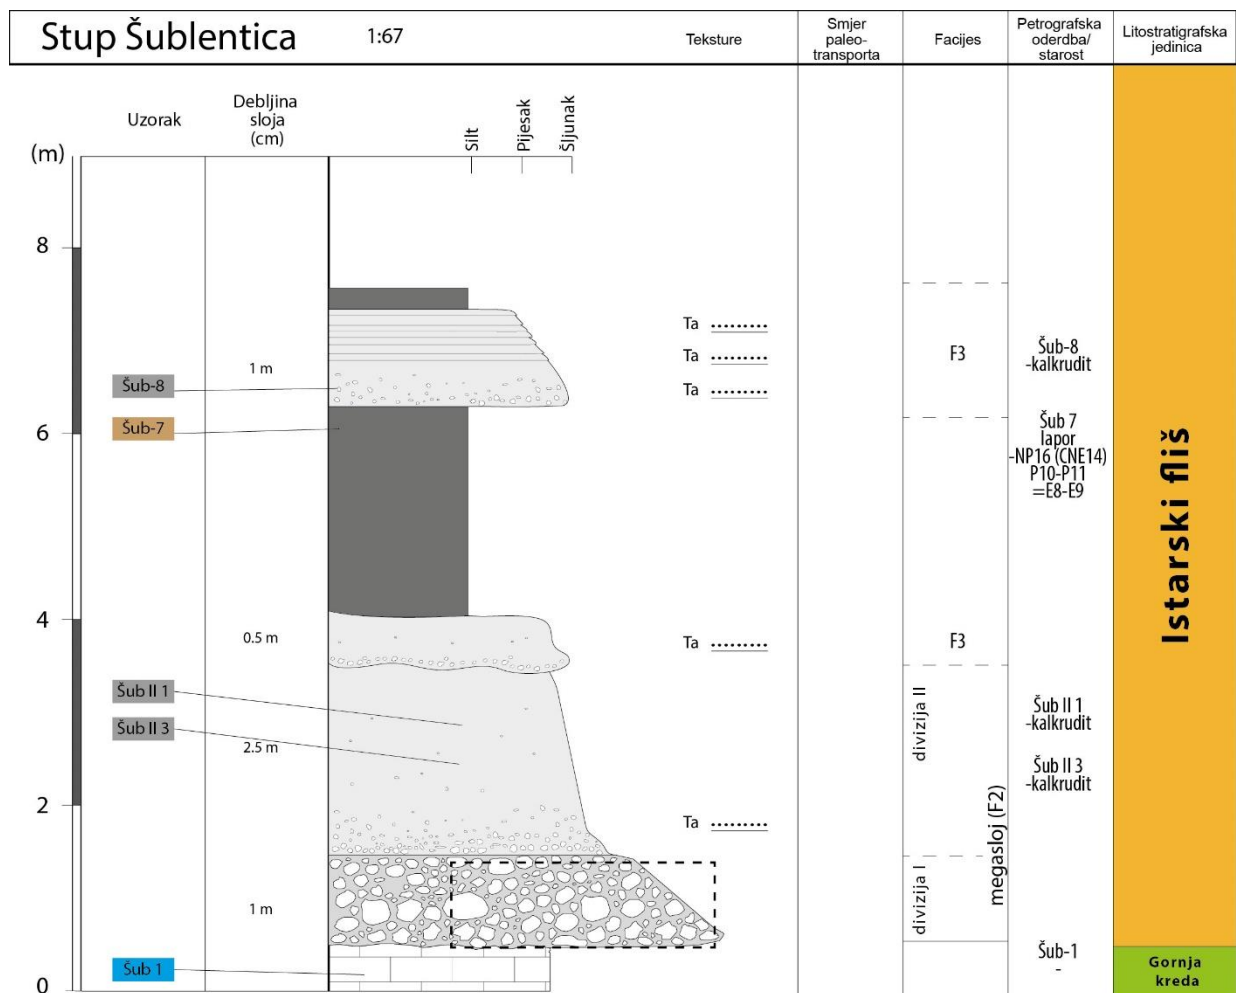 Stup Šublentica
1:67
Teksture
Smjer
paleo-
transporta
Facijes
Petrografska
oderdba/
starost
Litostratigrafska
jedinica
Uzorak
Debljina
sloja
(cm)
Silt
Pijesak
Šljunak
(m)
8
6
4
2
0
Šub-8
Šub-7
Šub II 1
Šub II 3
Šub 1
1 m
0.5 m
2.5 m
1 m
Ta
Ta
Ta
Ta
Ta
F3
F3
divizija II
divizija I
megasloj (F2)
Šub-8
-kalkrudit
Šub 7
lapor
-NP16 (CNE14)
P10-P11
=E8-E9
Šub II 1
-kalkrudit
Šub II 3
-kalkrudit
Šub-1
-
Istarski fliš
Gornja
kreda